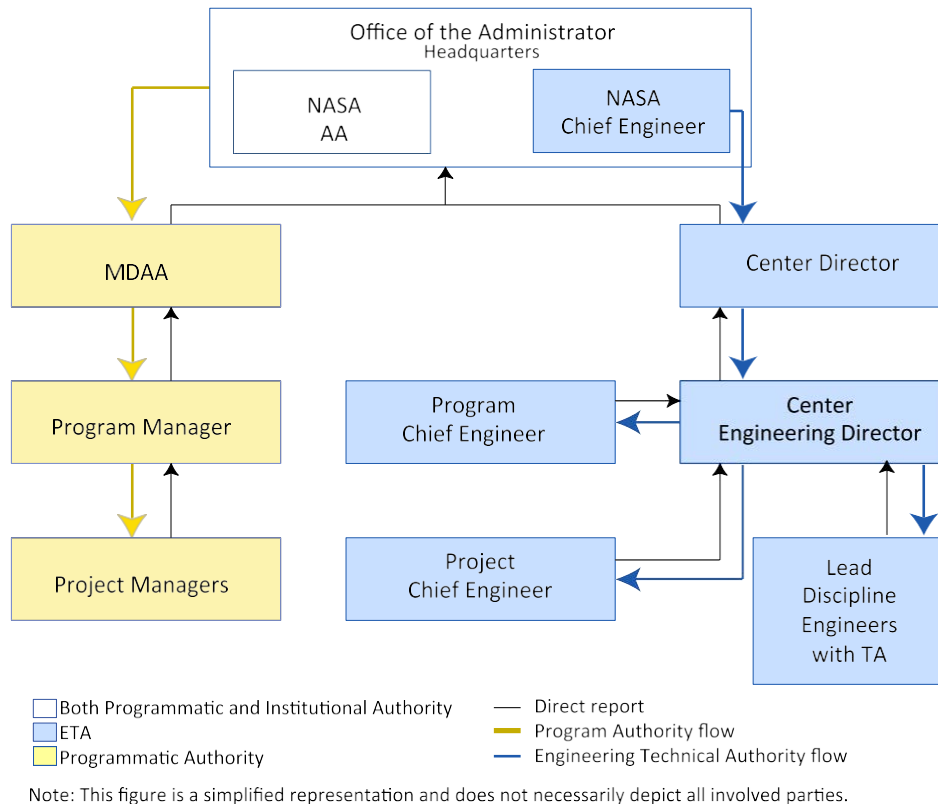 Office of the Administrator
Headquarters
NASA
AA
NASA
Chief Engineer
MDAA
Center Director
Program Manager
Program
Chief Engineer
Center
Engineering Director
Project Managers
Project
Chief Engineer
Lead
Discipline
Engineers
with TA
Both Programmatic and Institutional Authority
ETA
Programmatic Authority
Direct report
Program Authority flow
Engineering Technical Authority flow
Note: This figure is a simplified representation and does not necessarily depict all involved parties.